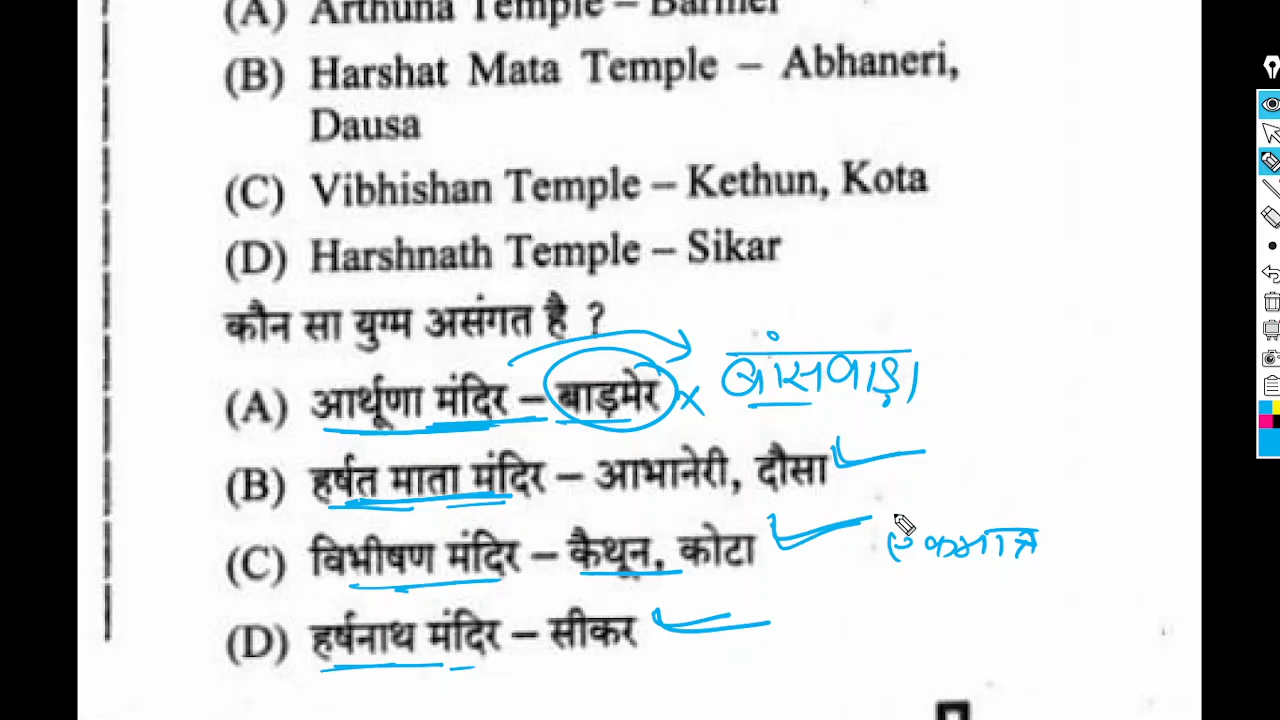 (A) Arthuna Temple – Barmer
(B) Harshat Mata Temple – Abhaneri,
Dausa
(C) Vibhishan Temple – Kethun, Kota
(D) Harshnath Temple – Sikar
कौन सा युग्म असंगत है ?
(A) आर्थूणा मंदिर – बाड़मेर × बांसवाड़ा
(B) हर्षत माता मंदिर – आभानेरी, दौसा
(C) विभीषण मंदिर – कैथून, कोटा एकमात्र
(D) हर्षनाथ मंदिर – सीकर